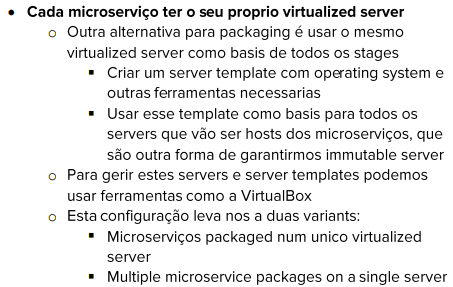 • Cada microserviço ter o seu proprio virtualized server
o Outra alternativa para packaging é usar o mesmo
virtualized server como basis de todos os stages
▪ Criar um server template com operating system e
outras ferramentas necessarias
▪ Usar esse template como basis para todos os
servers que vão ser hosts dos microserviços, que
são outra forma de garantirmos immutable server
o Para gerir estes servers e server templates podemos
usar ferramentas como a VirtualBox
o Esta configuração leva nos a duas variants:
▪ Microserviços packaged num unico virtualized
server
▪ Multiple microservice packages on a single server